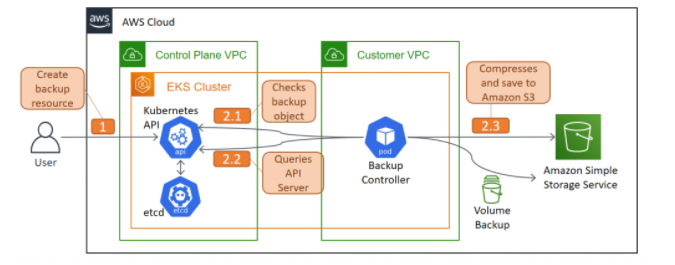 aws
AWS Cloud
Control Plane VPC
Customer VPC
Create
backup
resource
EKS Cluster
Checks
backup
object
Compresses
and save to
Amazon S3
Kubernetes
API
1
2.1
2.2
2.3
api
pod
User
Queries
API
Server
Backup
Controller
Amazon Simple
Storage Service
etcd
etcd
Volume
Backup